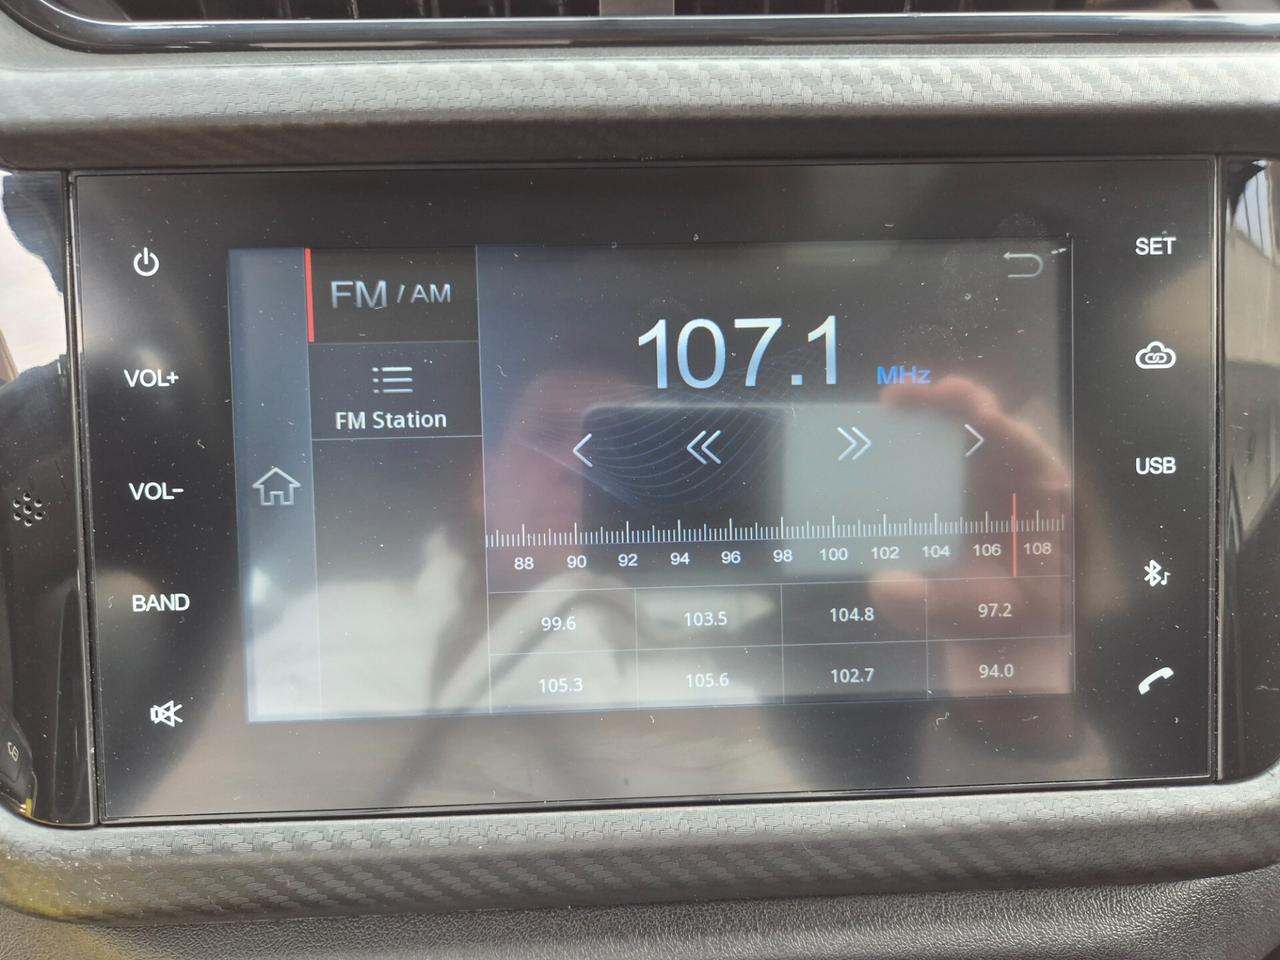 SET
FM / AM
107.1 MHz
VOL+
FM Station
USB
VOL-
88 90 92 94 96 98 100 102 104 106 108
BAND
99.6 103.5 104.8 97.2
105.3 105.6 102.7 94.0